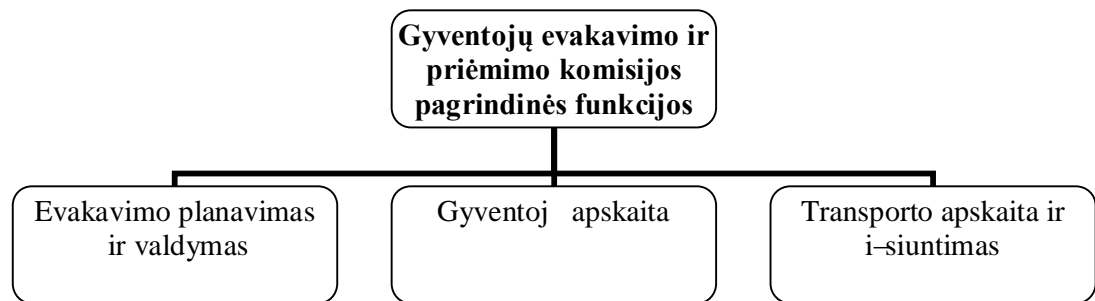 Gyventojų evakavimo ir
priėmimo komisijos
pagrindinės funkcijos
Evakavimo planavimas
ir valdymas
Gyventoj apskaita
Transporto apskaita ir
i–siuntimas